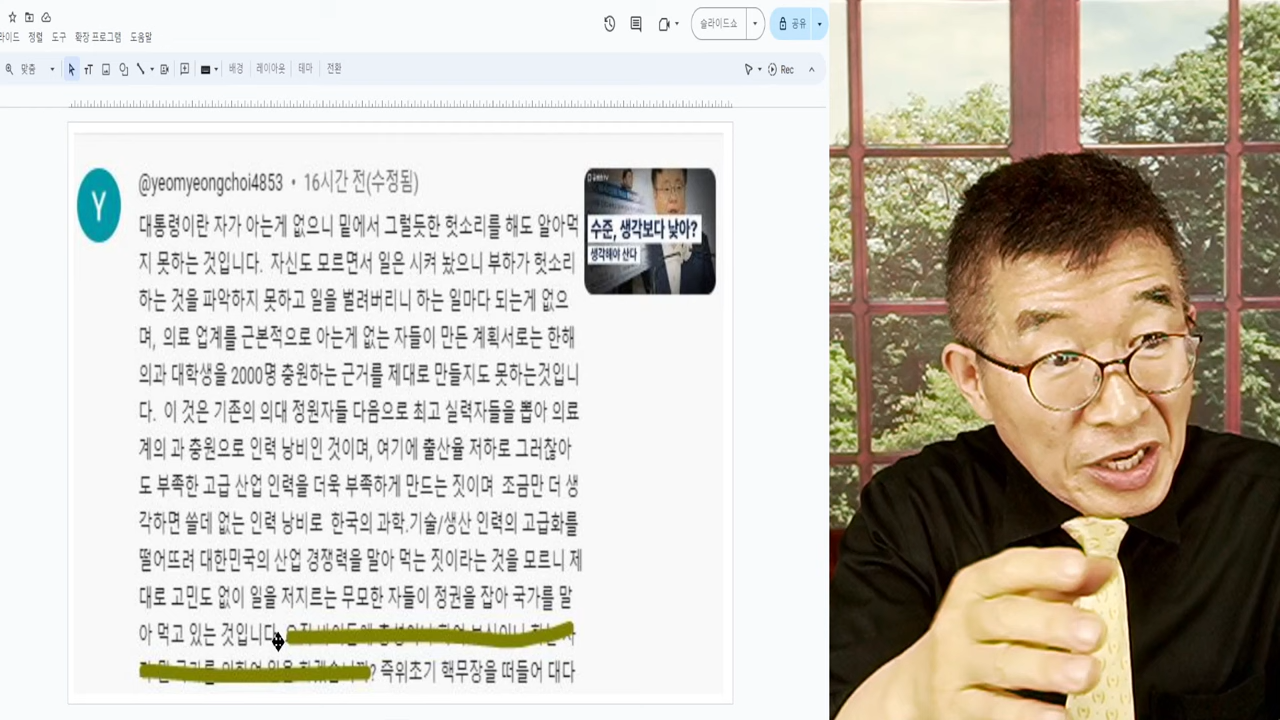 라이드 정렬 도구 확장 프로그램 도움말
슬라이드쇼
공유
맞춤
배경 레이아웃 테마 전환
Rec
Y
@yeomyeongchoi4853 • 16시간 전(수정됨)
대통령이란 자가 아는게 없으니 밑에서 그럴듯한 헛소리를 해도 알아먹
지 못하는 것입니다. 자신도 모르면서 일은 시켜 놨으니 부하가 헛소리
하는 것을 파악하지 못하고 일을 벌려버리니 하는 일마다 되는게 없으
며, 의료 업계를 근본적으로 아는게 없는 자들이 만든 계획서로는 한해
의과 대학생을 2000명 충원하는 근거를 제대로 만들지도 못하는것입니
다. 이 것은 기존의 의대 정원자들 다음으로 최고 실력자들을 뽑아 의료
계의 과 충원으로 인력 낭비인 것이며, 여기에 출산율 저하로 그러찮아
도 부족한 고급 산업 인력을 더욱 부족하게 만드는 짓이며 조금만 더 생
각하면 쓸데 없는 인력 낭비로 한국의 과학.기술/생산 인력의 고급화를
떨어뜨려 대한민국의 산업 경쟁력을 말아 먹는 짓이라는 것을 모르니 제
대로 고민도 없이 일을 저지르는 무모한 자들이 정권을 잡아 국가를 말
아 먹고 있는 것입니다.
? 즉위초기 핵무장을 떠들어 대다
수준, 생각보다 낮아?
생각해야 산다